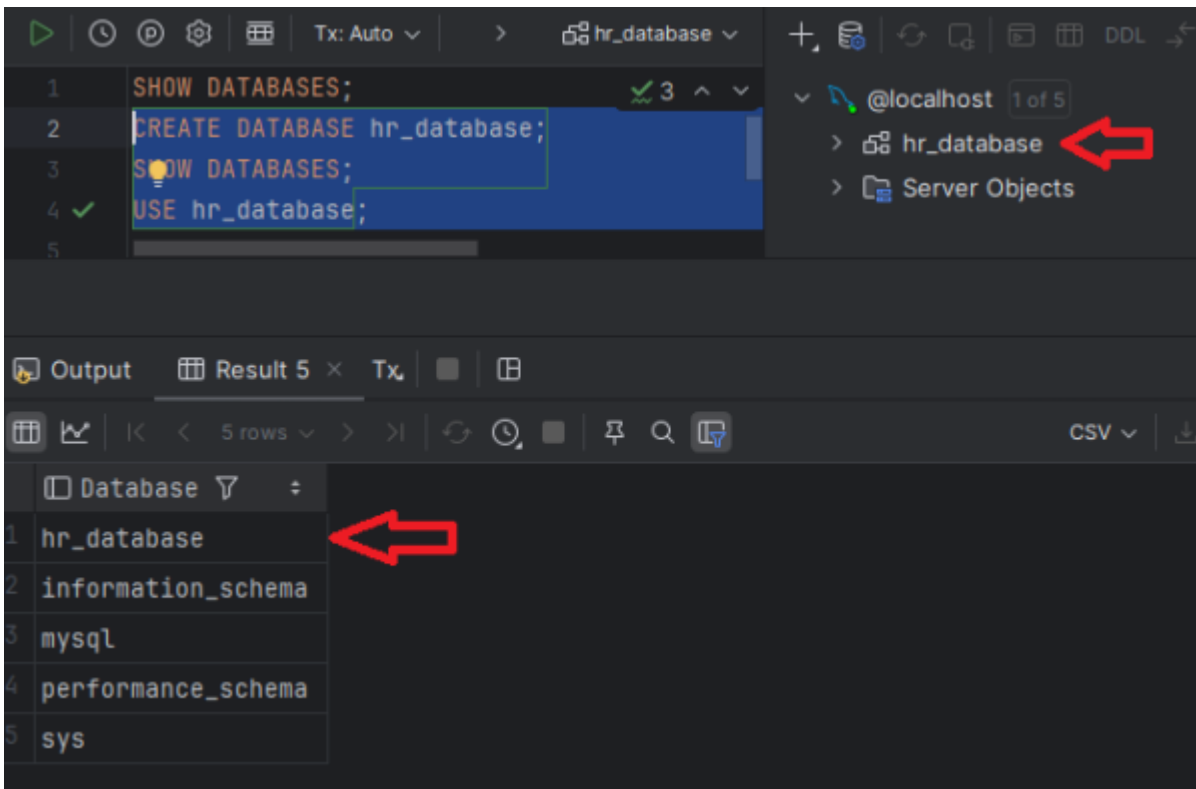 Tx: Auto
hr_database
DDL
1 SHOW DATABASES;
3
2 CREATE DATABASE hr_database;
3 SHOW DATABASES;
4 USE hr_database;
5
@localhost 1 of 5
hr_database
Server Objects
Output
Result 5
Tx
5 rows
CSV
Database
1 hr_database
2 information_schema
3 mysql
4 performance_schema
5 sys